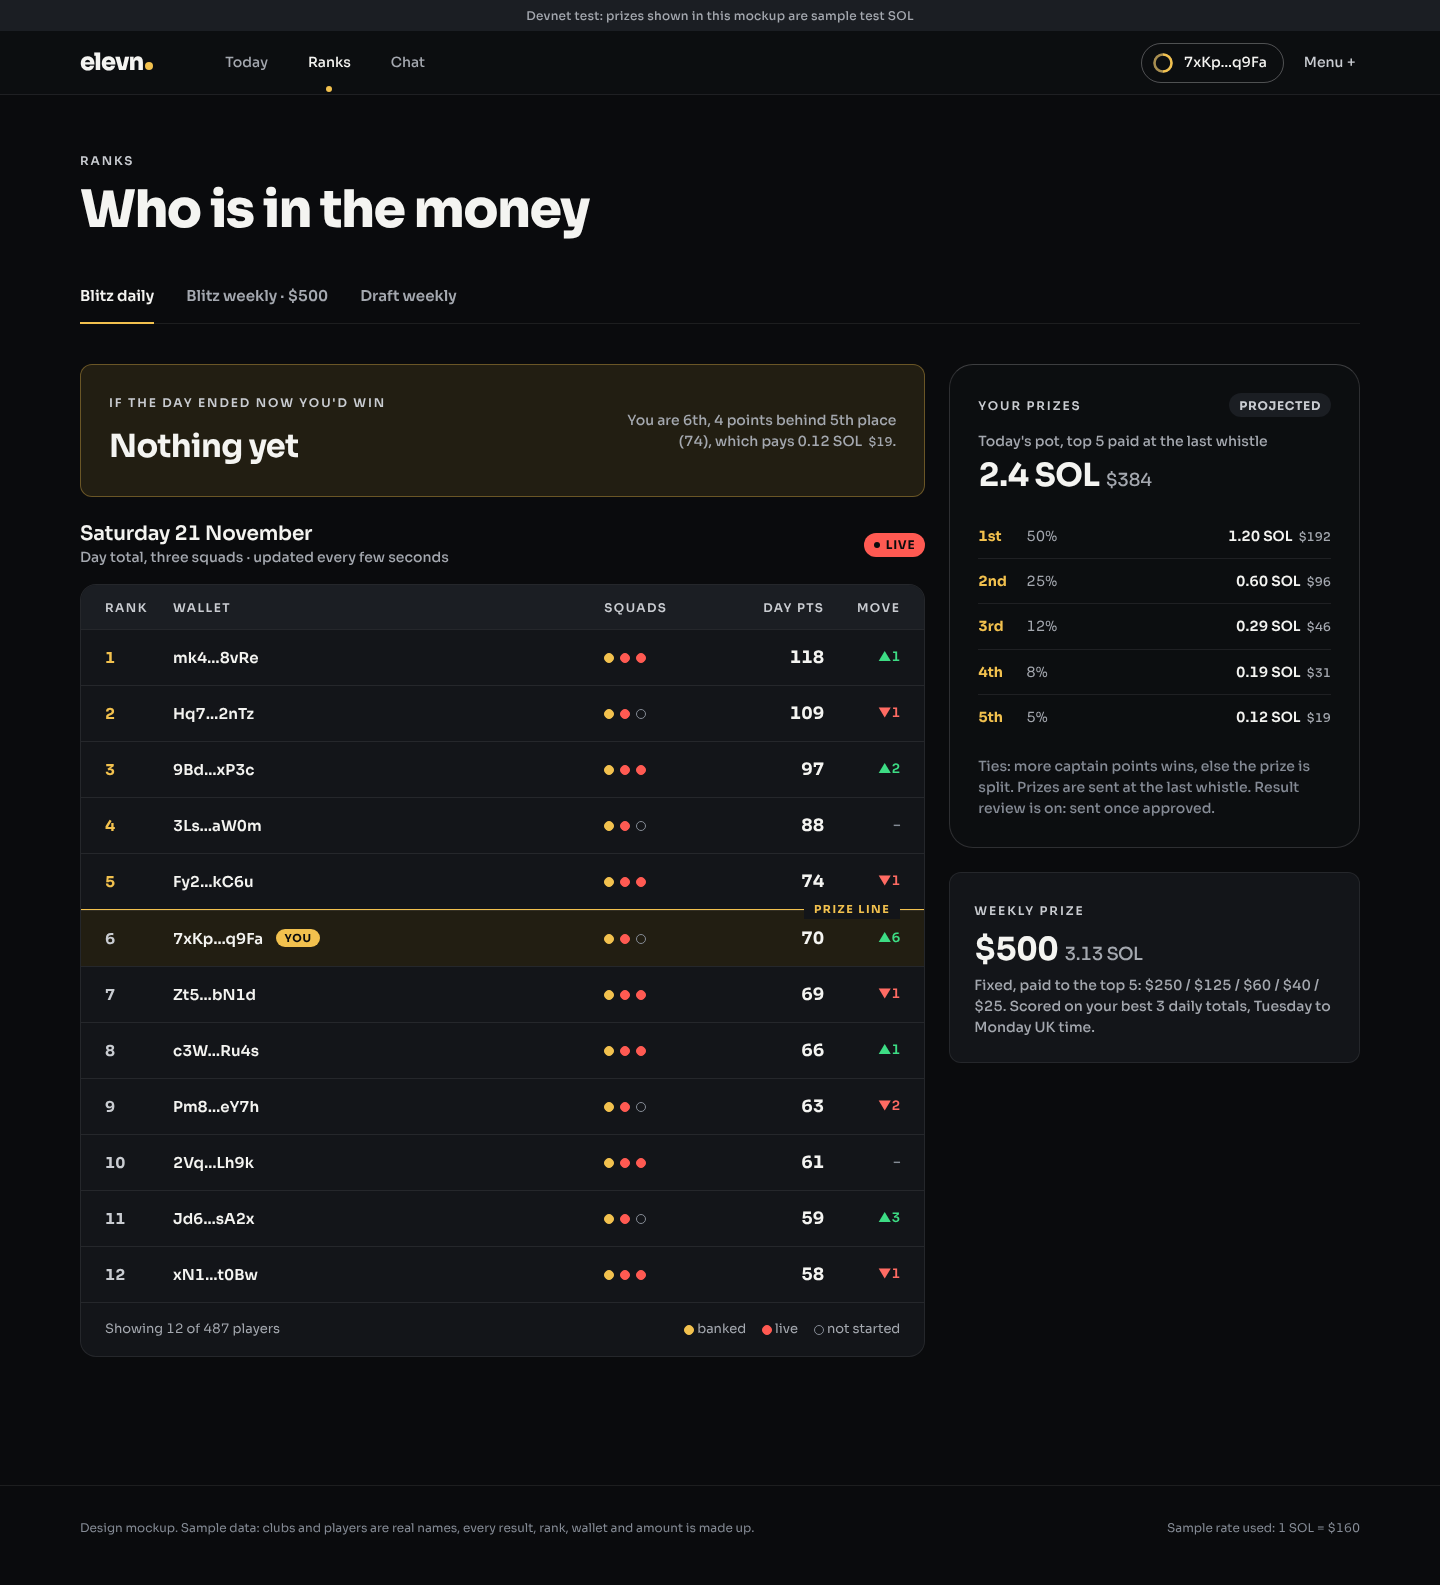 Devnet test: prizes shown in this mockup are sample test SOL
elevn.
Today
Ranks
Chat
7xKp...q9Fa
Menu +
RANKS
Who is in the money
Blitz daily
Blitz weekly · $500
Draft weekly
IF THE DAY ENDED NOW YOU'D WIN
Nothing yet
You are 6th, 4 points behind 5th place
(74), which pays 0.12 SOL $19.
Saturday 21 November
Day total, three squads · updated every few seconds
LIVE
RANK WALLET SQUADS DAY PTS MOVE
1 mk4...8vRe 118 ▲1
2 Hq7...2nTz 109 ▼1
3 9Bd...xP3c 97 ▲2
4 3Ls...aW0m 88 –
5 Fy2...kC6u 74 ▼1
PRIZE LINE
6 7xKp...q9Fa YOU 70 ▲6
7 Zt5...bN1d 69 ▼1
8 c3W...Ru4s 66 ▲1
9 Pm8...eY7h 63 ▼2
10 2Vq...Lh9k 61 –
11 Jd6...sA2x 59 ▲3
12 xN1...t0Bw 58 ▼1
Showing 12 of 487 players
banked live not started
YOUR PRIZES
PROJECTED
Today's pot, top 5 paid at the last whistle
2.4 SOL $384
1st 50% 1.20 SOL $192
2nd 25% 0.60 SOL $96
3rd 12% 0.29 SOL $46
4th 8% 0.19 SOL $31
5th 5% 0.12 SOL $19
Ties: more captain points wins, else the prize is
split. Prizes are sent at the last whistle. Result
review is on: sent once approved.
WEEKLY PRIZE
$500 3.13 SOL
Fixed, paid to the top 5: $250 / $125 / $60 / $40 /
$25. Scored on your best 3 daily totals, Tuesday to
Monday UK time.
Design mockup. Sample data: clubs and players are real names, every result, rank, wallet and amount is made up.
Sample rate used: 1 SOL = $160